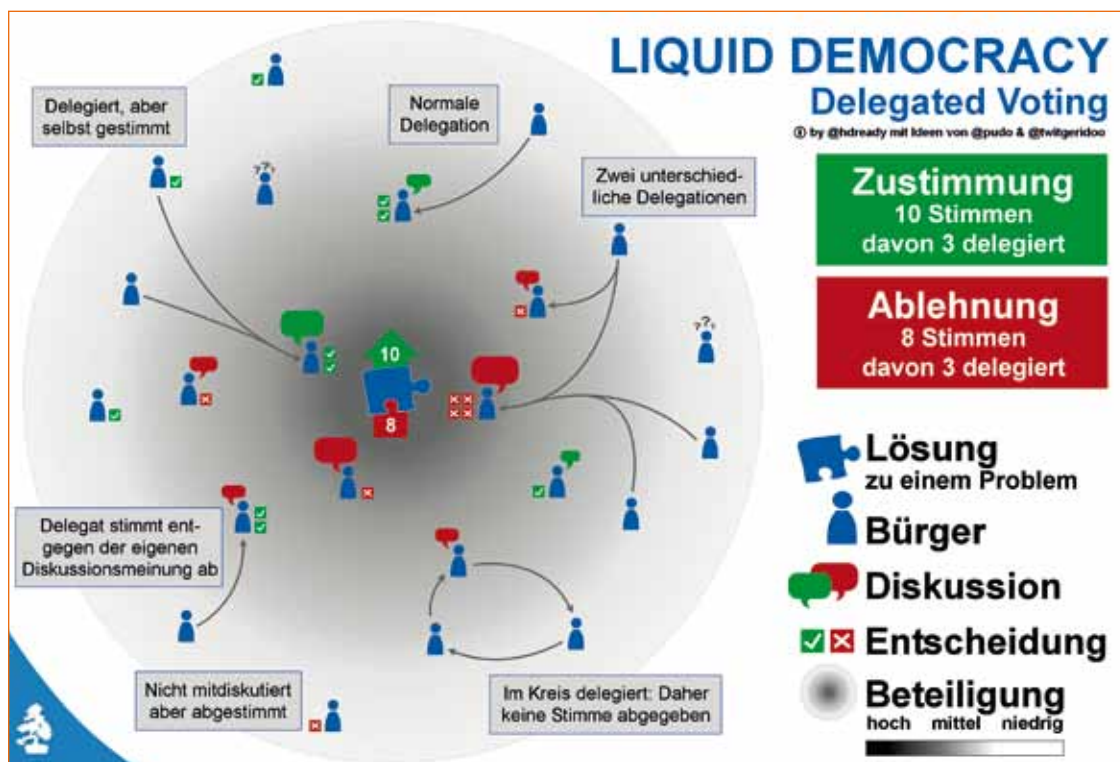 LIQUID DEMOCRACY
Delegated Voting
by @hdready mit Ideen von @pudo & @twitgeridoo
Delegiert, aber
selbst gestimmt
Normale
Delegation
Zwei unterschied-
liche Delegationen
???
???
10
8
Delegat stimmt ent-
gegen der eigenen
Diskussionsmeinung ab
Nicht mitdiskutiert
aber abgestimmt
Im Kreis delegiert: Daher
keine Stimme abgegeben
Zustimmung
10 Stimmen
davon 3 delegiert
Ablehnung
8 Stimmen
davon 3 delegiert
Lösung
zu einem Problem
Bürger
Diskussion
Entscheidung
Beteiligung
hoch mittel niedrig